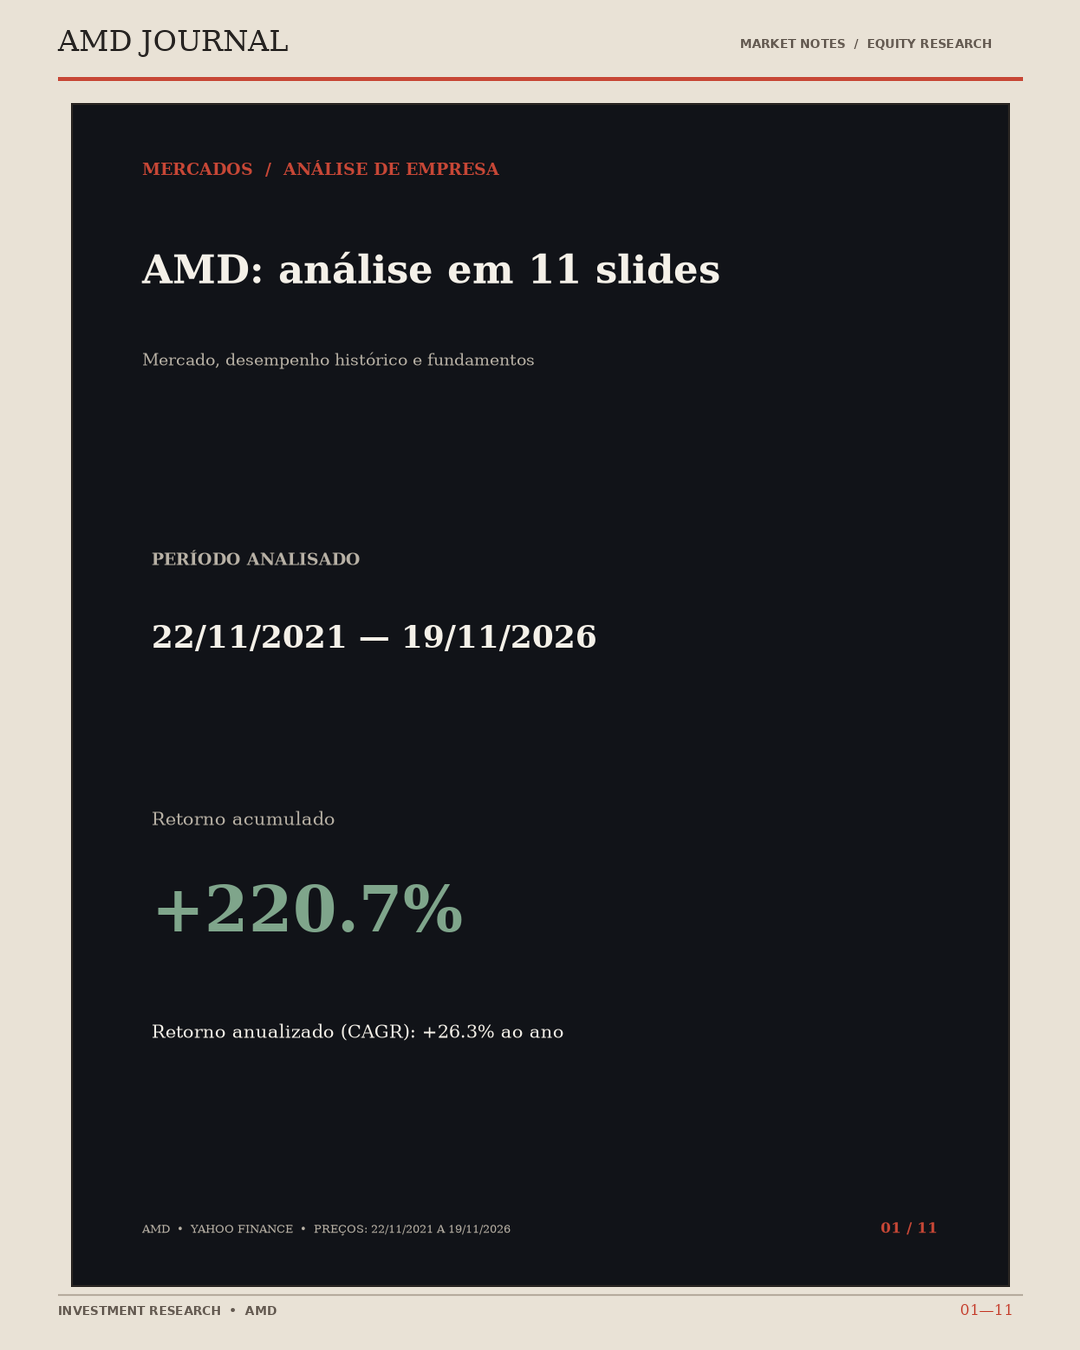 AMD JOURNAL
MARKET NOTES / EQUITY RESEARCH
MERCADOS / ANÁLISE DE EMPRESA
AMD: análise em 11 slides
Mercado, desempenho histórico e fundamentos
PERÍODO ANALISADO
22/11/2021 — 19/11/2026
Retorno acumulado
+220.7%
Retorno anualizado (CAGR): +26.3% ao ano
AMD • YAHOO FINANCE • PREÇOS: 22/11/2021 A 19/11/2026
01 / 11
INVESTMENT RESEARCH • AMD
01—11